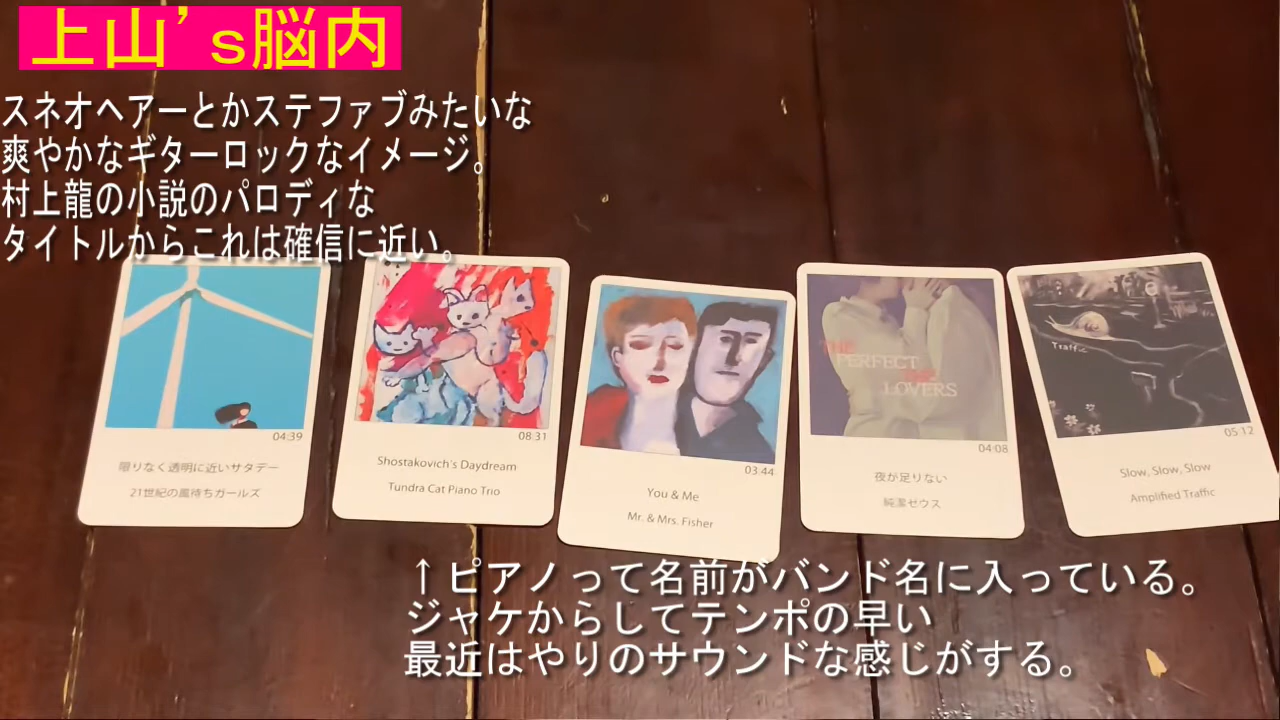 上山’s脳内
スネオヘアーとかステファブみたいな
爽やかなギターロックなイメージ。
村上龍の小説のパロディな
タイトルからこれは確信に近い。
04:39
限りなく透明に近いサタデー
21世紀の風待ちガールズ
08:31
Shostakovich's Daydream
Tundra Cat Piano Trio
03:44
You & Me
Mr. & Mrs. Fisher
THE
PERFECT
LOVERS
04:08
夜が足りない
純潔ゼウス
Traffic
05:12
Slow, Slow, Slow
Amplified Traffic
↑ピアノって名前がバンド名に入っている。
ジャケからしてテンポの早い
最近はやりのサウンドな感じがする。